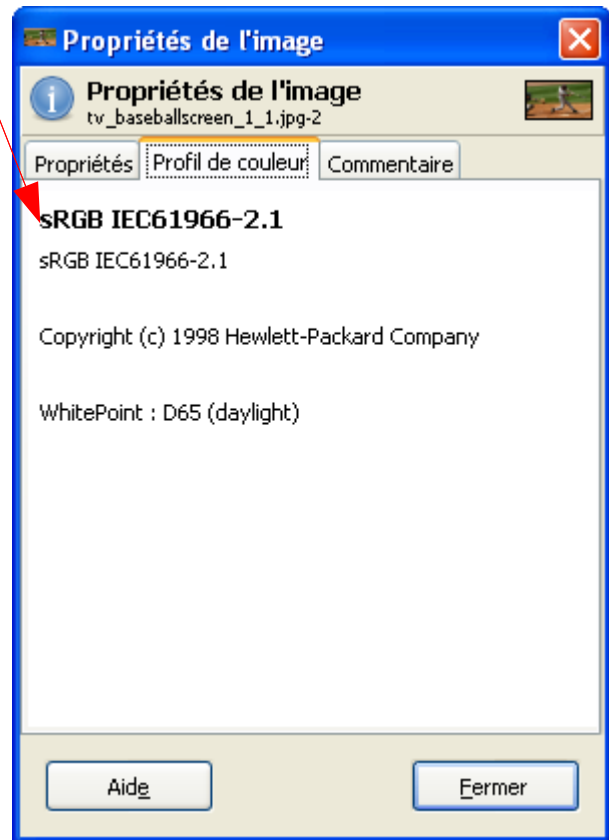 Propriétés de l'image
Propriétés de l'image
tv_baseballscreen_1_1.jpg-2
Propriétés Profil de couleur Commentaire
sRGB IEC61966-2.1
sRGB IEC61966-2.1
Copyright (c) 1998 Hewlett-Packard Company
WhitePoint : D65 (daylight)
Aide Fermer